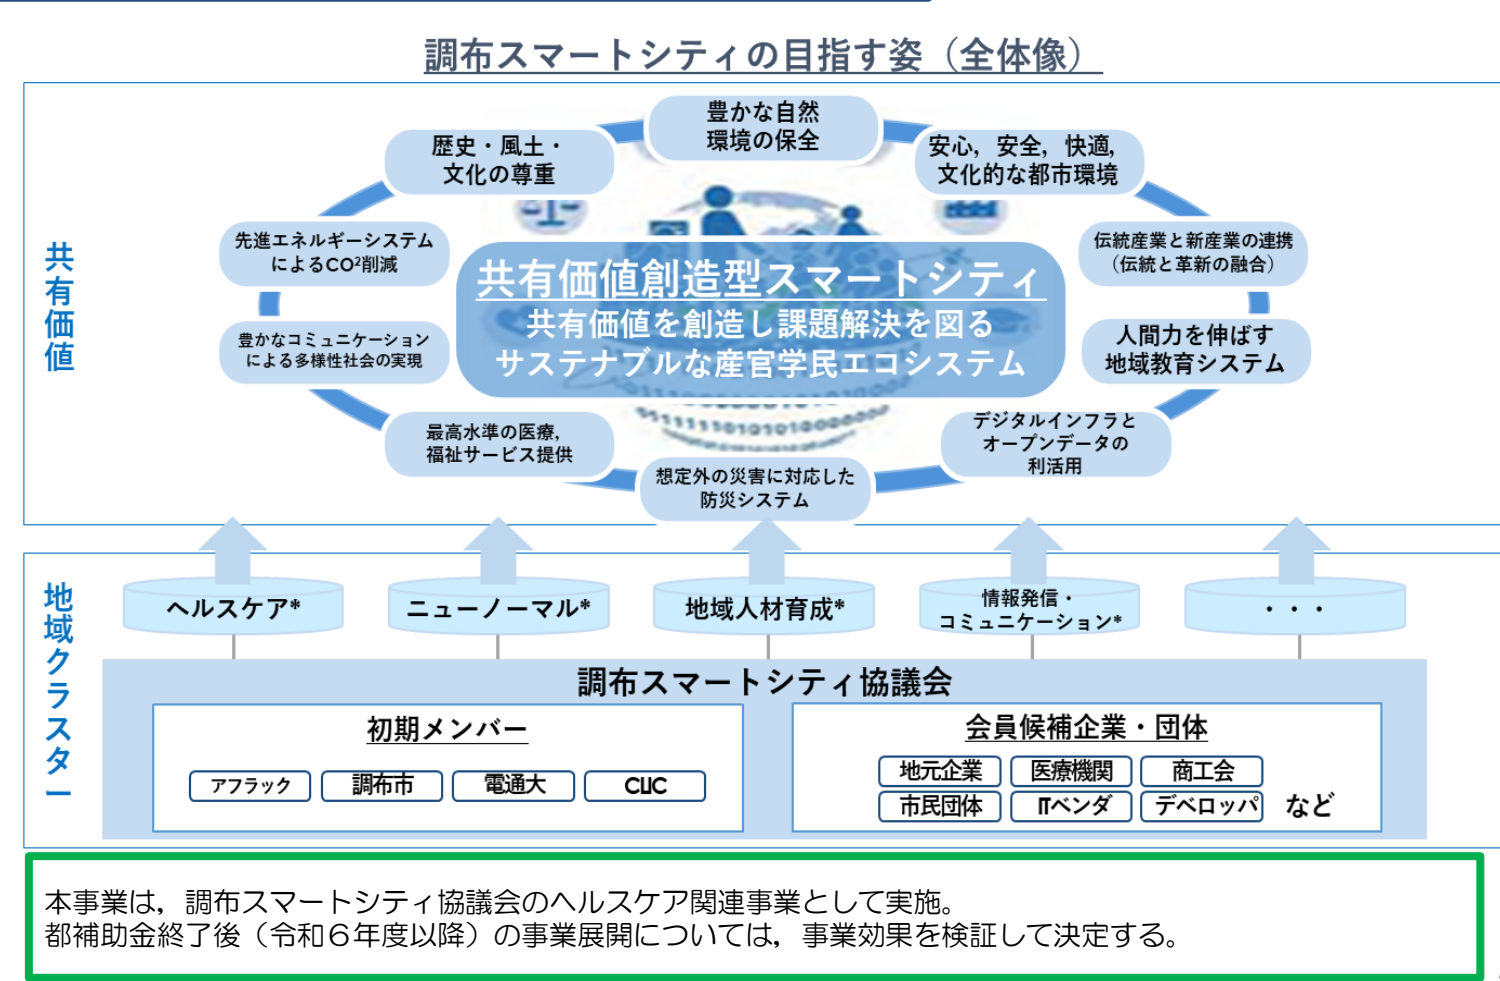 調布スマートシティの目指す姿（全体像）
共有価値
豊かな自然
環境の保全
歴史・風土・
文化の尊重
安心，安全，快適，
文化的な都市環境
先進エネルギーシステム
によるCO²削減
伝統産業と新産業の連携
（伝統と革新の融合）
共有価値創造型スマートシティ
共有価値を創造し課題解決を図る
サステナブルな産官学民エコシステム
豊かなコミュニケーション
による多様性社会の実現
人間力を伸ばす
地域教育システム
最高水準の医療，
福祉サービス提供
デジタルインフラと
オープンデータの
利活用
想定外の災害に対応した
防災システム
地域クラスター
ヘルスケア*
ニューノーマル*
地域人材育成*
情報発信・
コミュニケーション*
・・・
調布スマートシティ協議会
初期メンバー
アフラック
調布市
電通大
CUC
会員候補企業・団体
地元企業
医療機関
商工会
市民団体
ITベンダ
デベロッパ
など
本事業は，調布スマートシティ協議会のヘルスケア関連事業として実施。
都補助金終了後（令和６年度以降）の事業展開については，事業効果を検証して決定する。